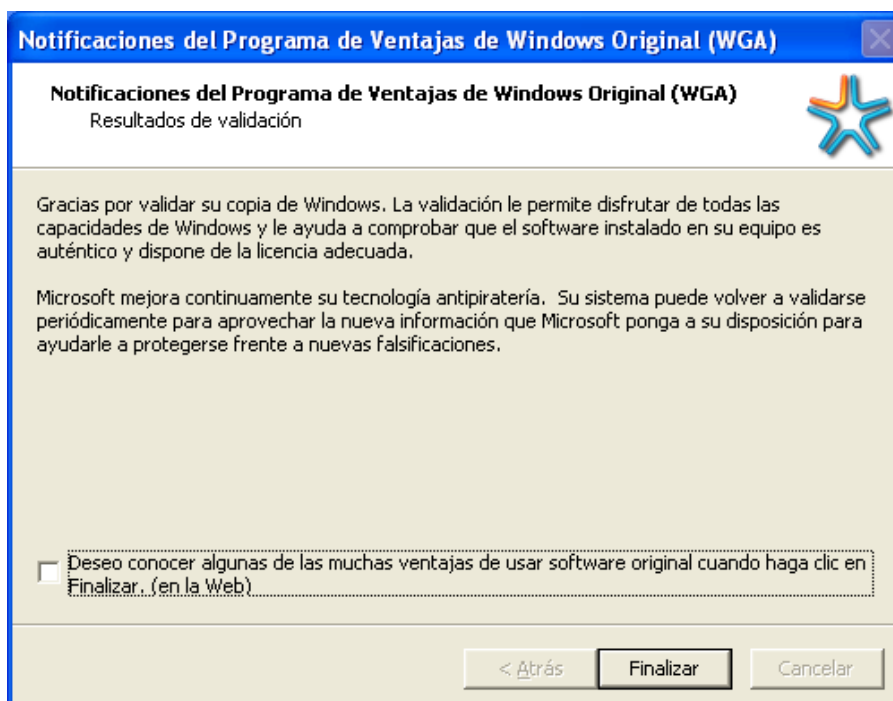 Notificaciones del Programa de Ventajas de Windows Original (WGA)
Notificaciones del Programa de Ventajas de Windows Original (WGA)
Resultados de validación
Gracias por validar su copia de Windows. La validación le permite disfrutar de todas las
capacidades de Windows y le ayuda a comprobar que el software instalado en su equipo es
auténtico y dispone de la licencia adecuada.
Microsoft mejora continuamente su tecnología antipiratería. Su sistema puede volver a validarse
periódicamente para aprovechar la nueva información que Microsoft ponga a su disposición para
ayudarle a protegerse frente a nuevas falsificaciones.
Deseo conocer algunas de las muchas ventajas de usar software original cuando haga clic en
Finalizar. (en la Web)
< Atrás Finalizar Cancelar